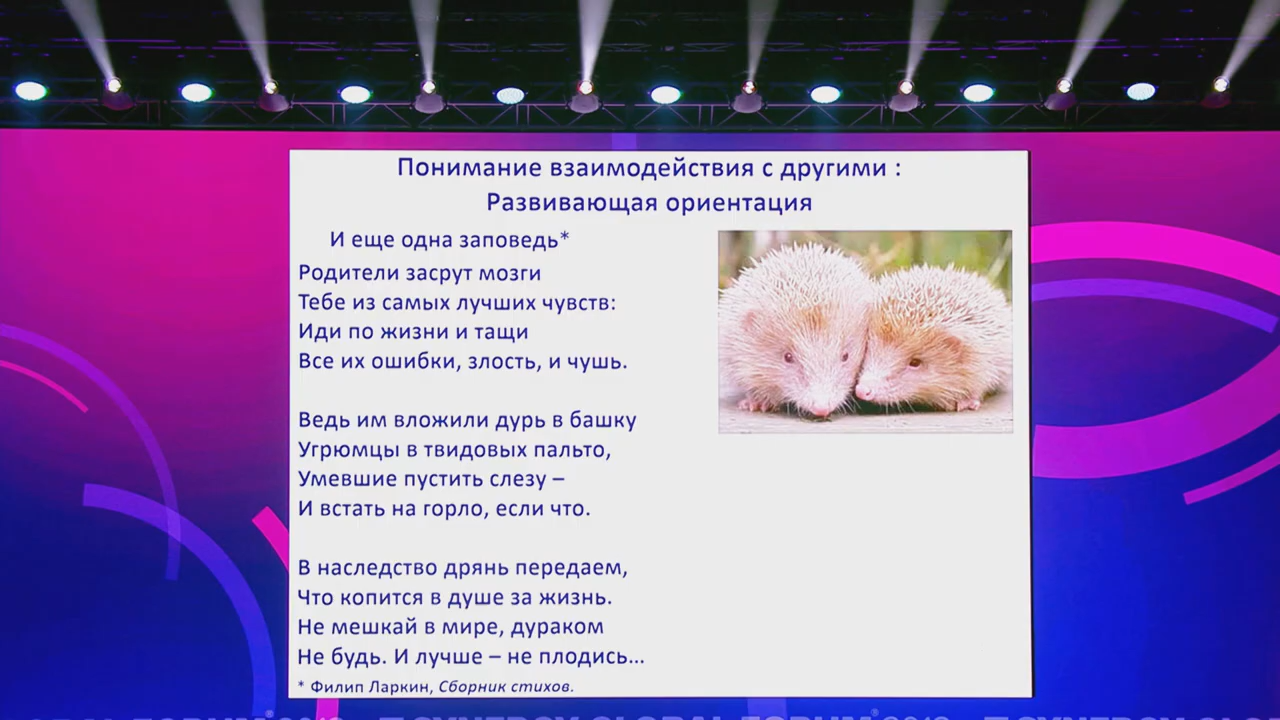 Понимание взаимодействия с другими :
Развивающая ориентация
И еще одна заповедь*
Родители засрут мозги
Тебе из самых лучших чувств:
Иди по жизни и тащи
Все их ошибки, злость, и чушь.
Ведь им вложили дурь в башку
Угрюмцы в твидовых пальто,
Умевшие пустить слезу –
И встать на горло, если что.
В наследство дрянь передаем,
Что копится в душе за жизнь.
Не мешкай в мире, дураком
Не будь. И лучше – не плодись...
* Филип Ларкин, Сборник стихов.
SYNERGY GLOBAL FORUM®